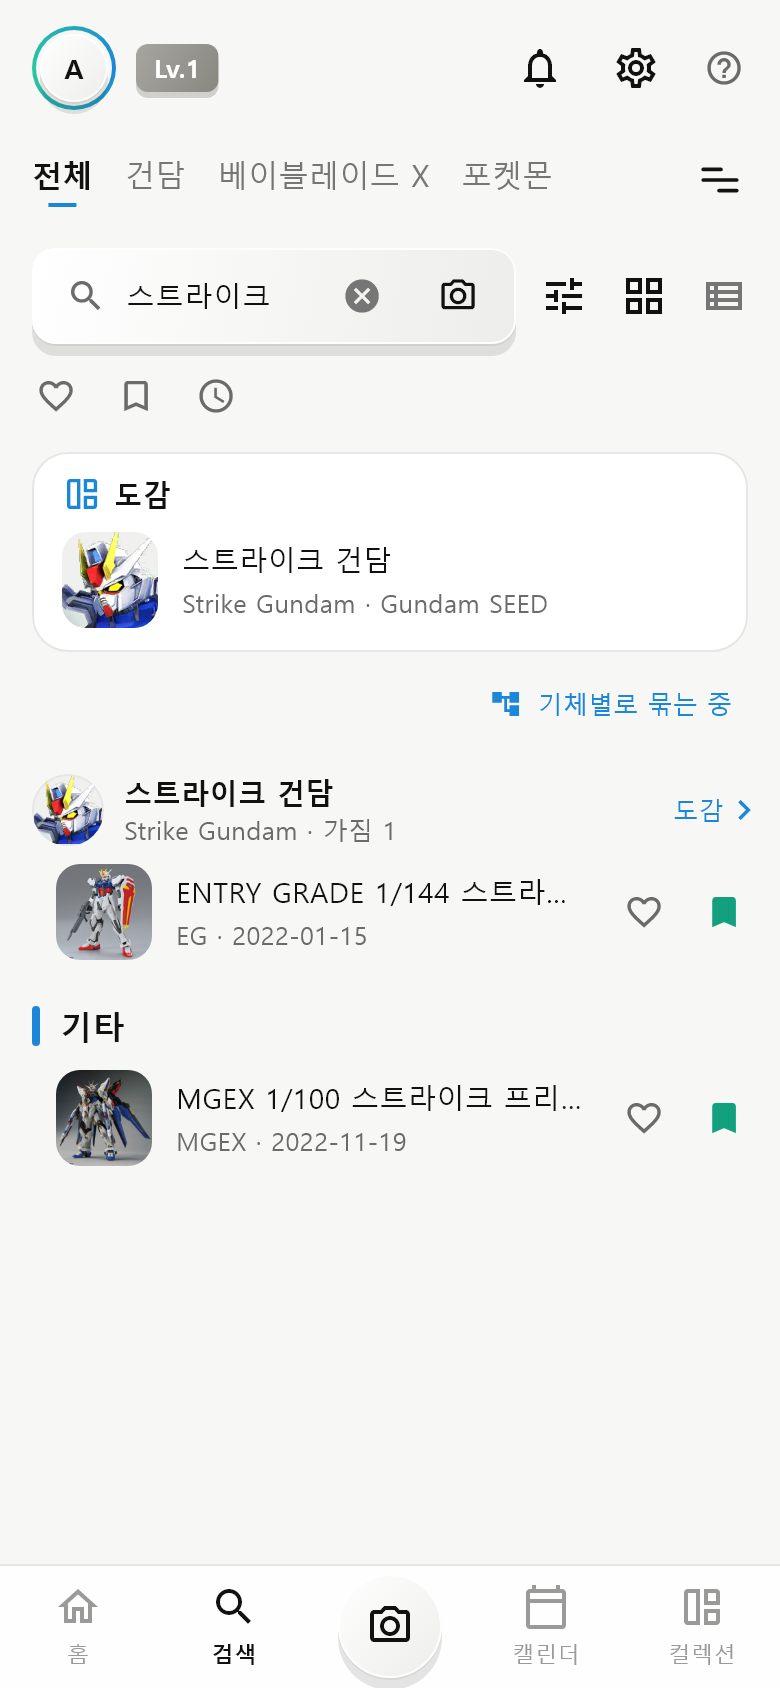 A
Lv.1
전체 건담 베이블레이드 X 포켓몬
스트라이크
도감
스트라이크 건담
Strike Gundam · Gundam SEED
기체별로 묶는 중
스트라이크 건담
Strike Gundam · 가짐 1
도감
ENTRY GRADE 1/144 스트라...
EG · 2022-01-15
기타
MGEX 1/100 스트라이크 프리...
MGEX · 2022-11-19
홈 검색 캘린더 컬렉션